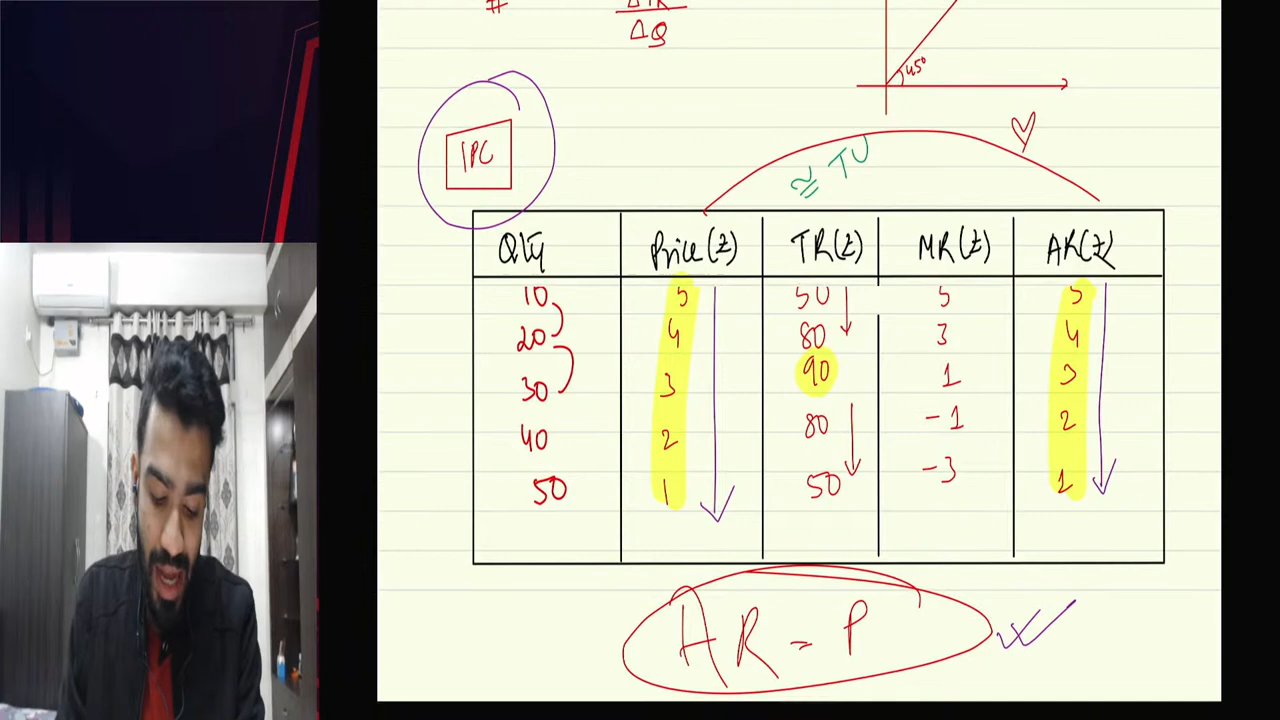 #
ΔTR
ΔQ
45°
IPC
≅ TU
Qty Price(₹) TR(₹) MR(₹) AR(₹)
10 5 50 5 5
20 4 80 3 4
30 3 90 1 3
40 2 80 -1 2
50 1 50 -3 1
AR = P